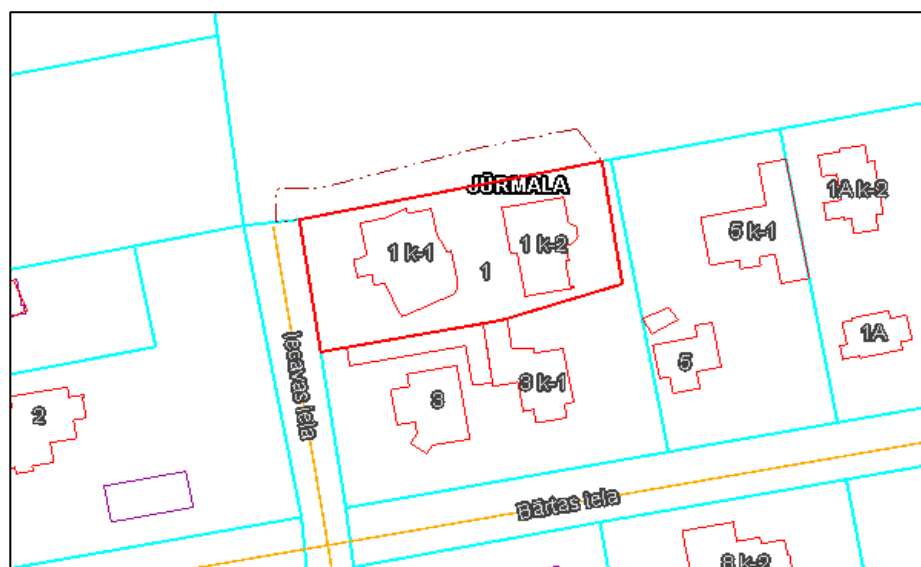 JŪRMALA
1A k-2
5 k-1
1 k-1
1 k-2
1
1A
5
3 k-1
3
2
Iecavas iela
Bārtas iela
8 k-2